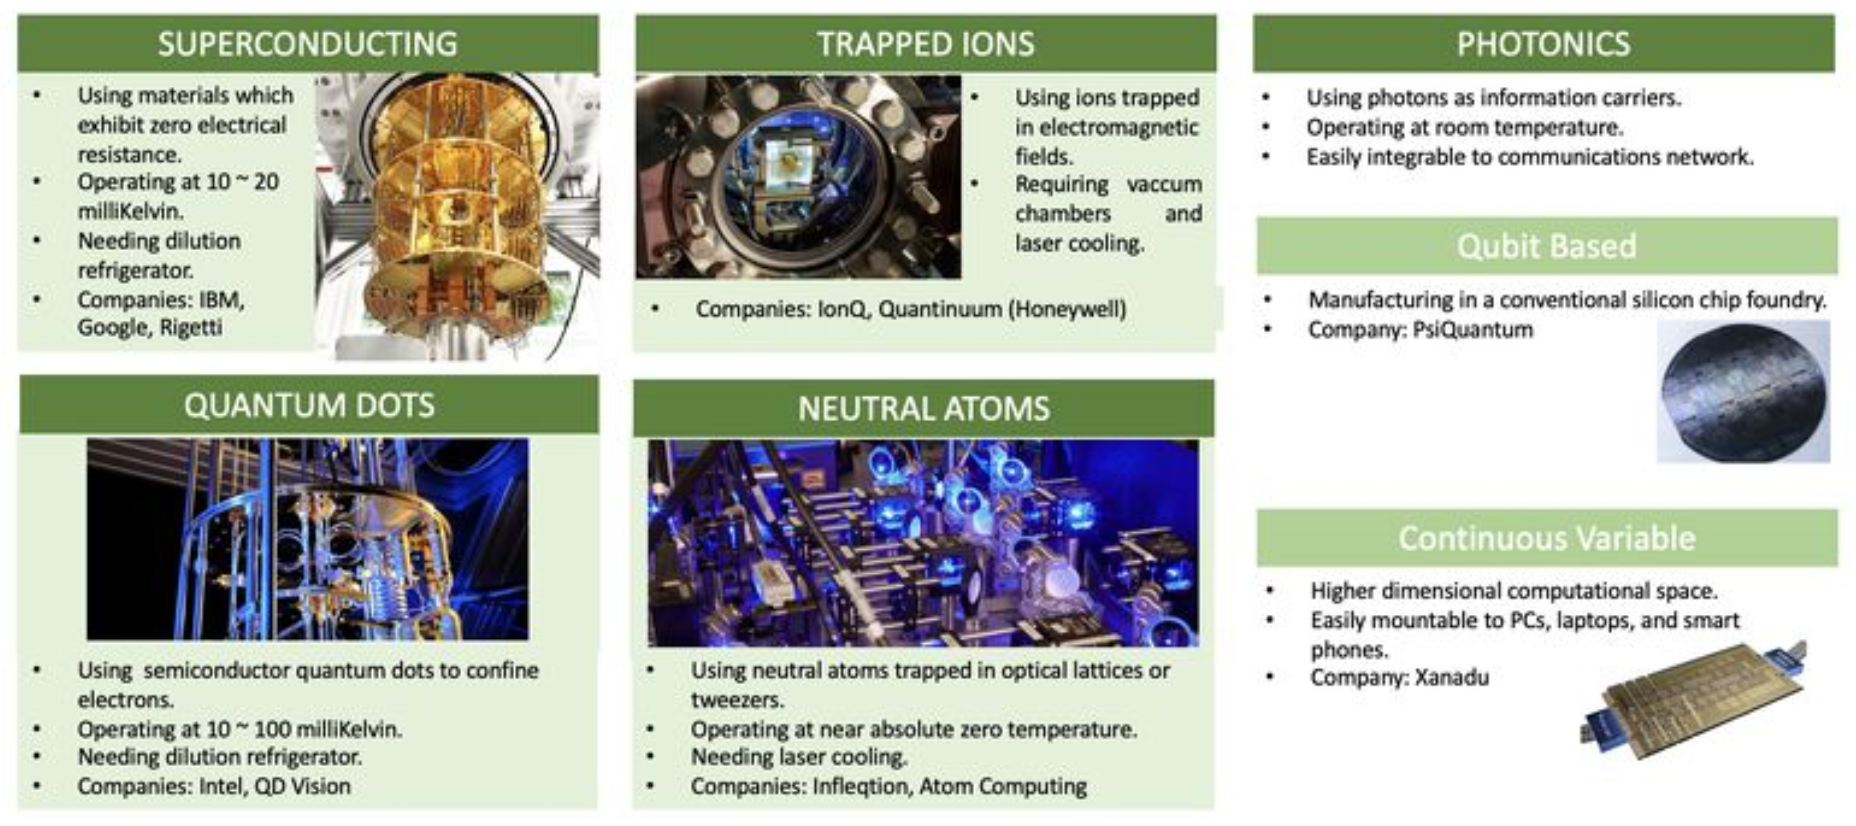 SUPERCONDUCTING
• Using materials which
exhibit zero electrical
resistance.
• Operating at 10 ~ 20
milliKelvin.
• Needing dilution
refrigerator.
• Companies: IBM,
Google, Rigetti
TRAPPED IONS
• Using ions trapped
in electromagnetic
fields.
• Requiring vaccum
chambers and
laser cooling.
• Companies: IonQ, Quantinuum (Honeywell)
PHOTONICS
• Using photons as information carriers.
• Operating at room temperature.
• Easily integrable to communications network.
Qubit Based
• Manufacturing in a conventional silicon chip foundry.
• Company: PsiQuantum
Continuous Variable
• Higher dimensional computational space.
• Easily mountable to PCs, laptops, and smart
phones.
• Company: Xanadu
QUANTUM DOTS
• Using semiconductor quantum dots to confine
electrons.
• Operating at 10 ~ 100 milliKelvin.
• Needing dilution refrigerator.
• Companies: Intel, QD Vision
NEUTRAL ATOMS
• Using neutral atoms trapped in optical lattices or
tweezers.
• Operating at near absolute zero temperature.
• Needing laser cooling.
• Companies: Infleqtion, Atom Computing